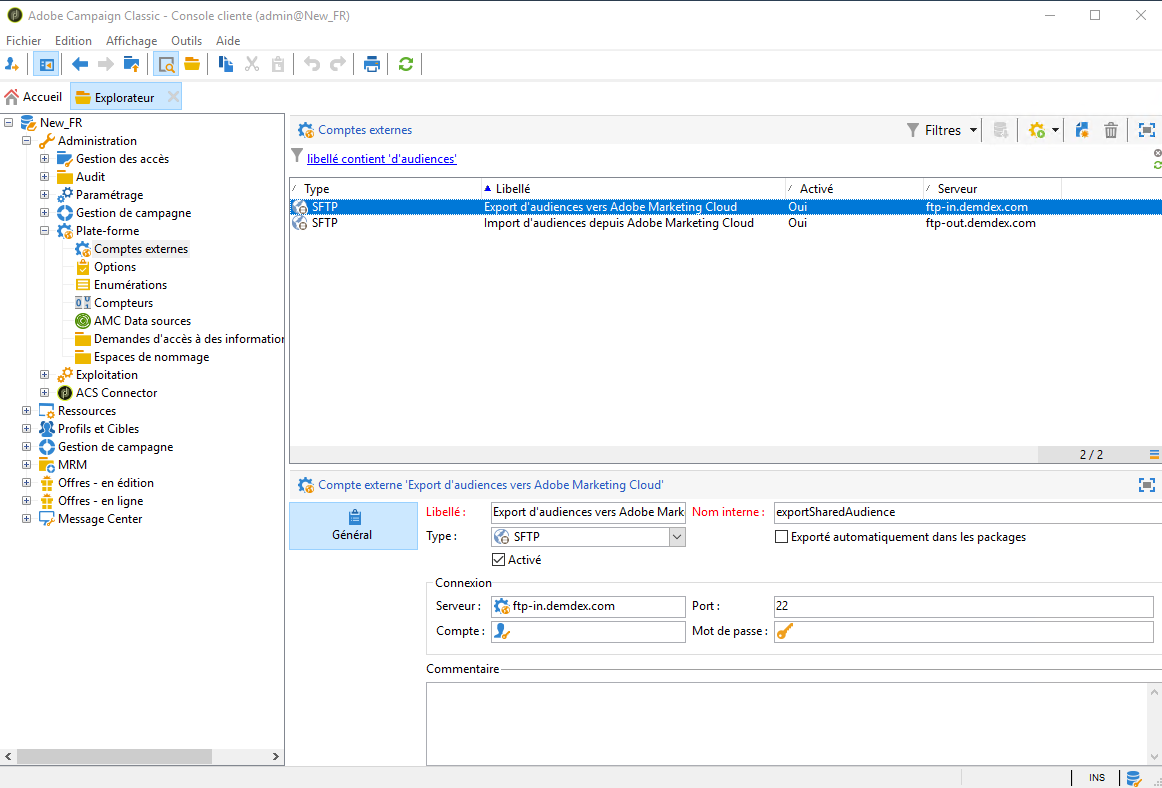 Adobe Campaign Classic - Console cliente (admin@New_FR)
Fichier Edition Affichage Outils Aide
Accueil Explorateur
New_FR
Administration
Gestion des accès
Audit
Paramétrage
Gestion de campagne
Plate-forme
Comptes externes
Options
Enumérations
Compteurs
AMC Data sources
Demandes d'accès à des information
Espaces de nommage
Exploitation
ACS Connector
Ressources
Profils et Cibles
Gestion de campagne
MRM
Offres - en édition
Offres - en ligne
Message Center
Comptes externes Filtres
libellé contient 'd'audiences'
Type Libellé Activé Serveur
SFTP Export d'audiences vers Adobe Marketing Cloud Oui ftp-in.demdex.com
SFTP Import d'audiences depuis Adobe Marketing Cloud Oui ftp-out.demdex.com
2 / 2
Compte externe 'Export d'audiences vers Adobe Marketing Cloud'
Général
Libellé : Export d'audiences vers Adobe Mark Nom interne : exportSharedAudience
Type : SFTP Exporté automatiquement dans les packages
Activé
Connexion
Serveur : ftp-in.demdex.com Port : 22
Compte : Mot de passe :
Commentaire
INS